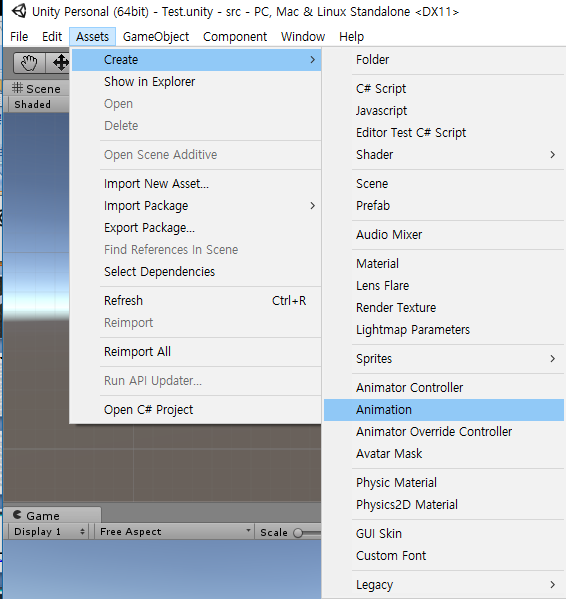 Unity Personal (64bit) - Test.unity - src - PC, Mac & Linux Standalone <DX11>
File Edit Assets GameObject Component Window Help
Scene
Shaded
Create
Show in Explorer
Open
Delete
Open Scene Additive
Import New Asset...
Import Package
Export Package...
Find References In Scene
Select Dependencies
Refresh Ctrl+R
Reimport
Reimport All
Run API Updater...
Open C# Project
Folder
C# Script
Javascript
Editor Test C# Script
Shader
Scene
Prefab
Audio Mixer
Material
Lens Flare
Render Texture
Lightmap Parameters
Sprites
Animator Controller
Animation
Animator Override Controller
Avatar Mask
Physic Material
Physics2D Material
GUI Skin
Custom Font
Legacy
Game
Display 1 Free Aspect Scale